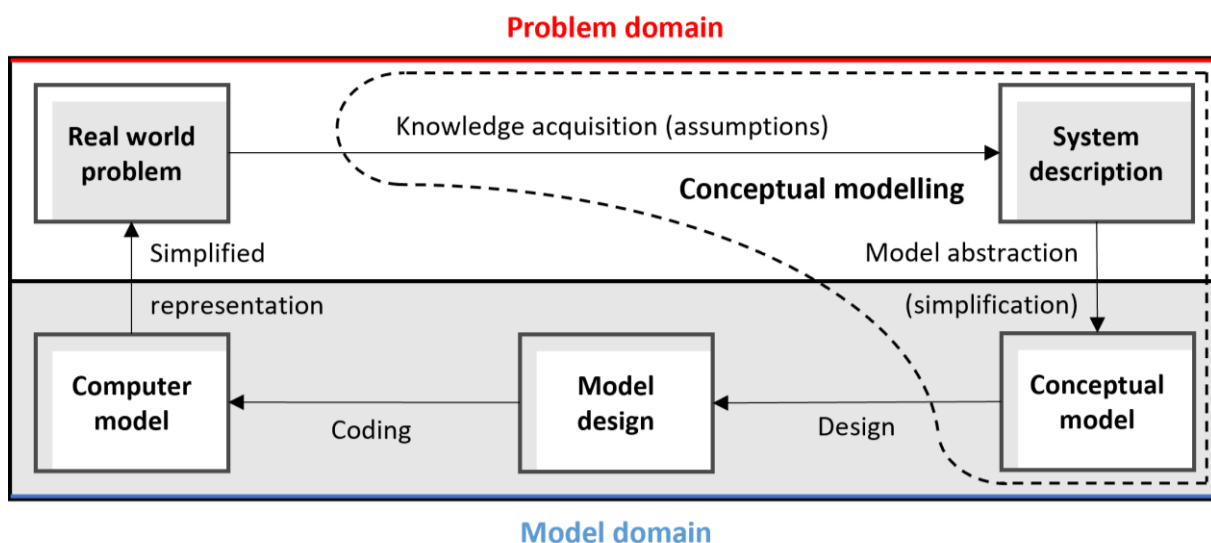 Problem domain
Real world
problem
Knowledge acquisition (assumptions)
System
description
Conceptual modelling
Simplified
representation
Model abstraction
(simplification)
Computer
model
Coding
Model
design
Design
Conceptual
model
Model domain